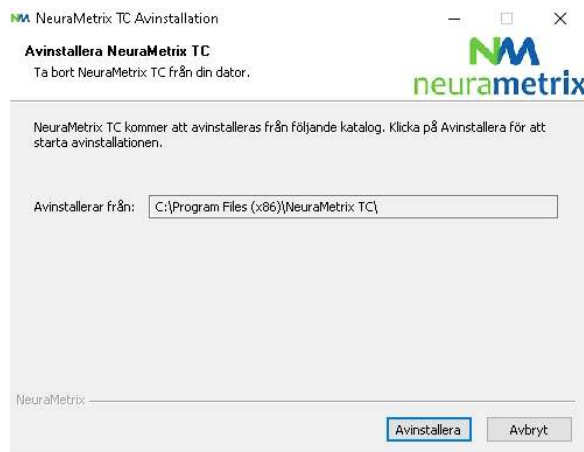 NM NeuraMetrix TC Avinstallation
Avinstallera NeuraMetrix TC
Ta bort NeuraMetrix TC från din dator.
NM
neurametrix
NeuraMetrix TC kommer att avinstalleras från följande katalog. Klicka på Avinstallera för att
starta avinstallationen.
Avinstallerar från: C:\Program Files (x86)\NeuraMetrix TC\
NeuraMetrix
Avinstallera Avbryt